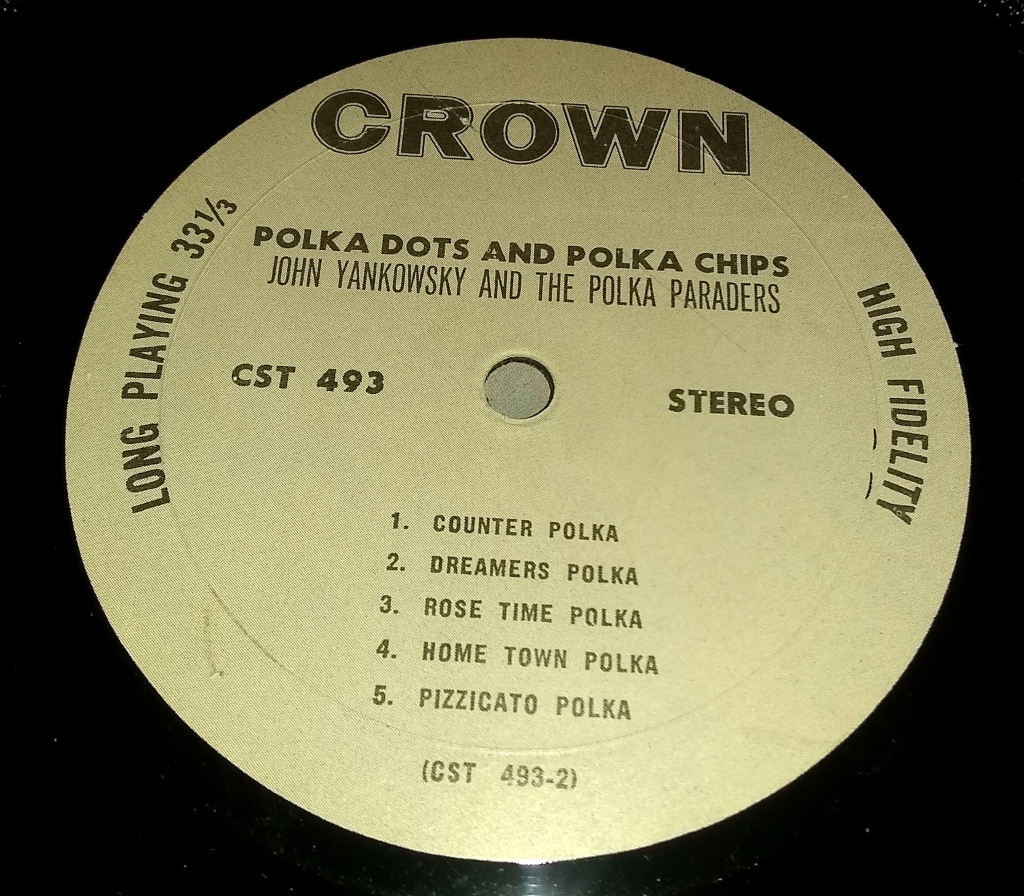 CROWN
LONG PLAYING 33 1/3
POLKA DOTS AND POLKA CHIPS
JOHN YANKOWSKY AND THE POLKA PARADERS
HIGH FIDELITY
CST 493
STEREO
1. COUNTER POLKA
2. DREAMERS POLKA
3. ROSE TIME POLKA
4. HOME TOWN POLKA
5. PIZZICATO POLKA
(CST 493-2)